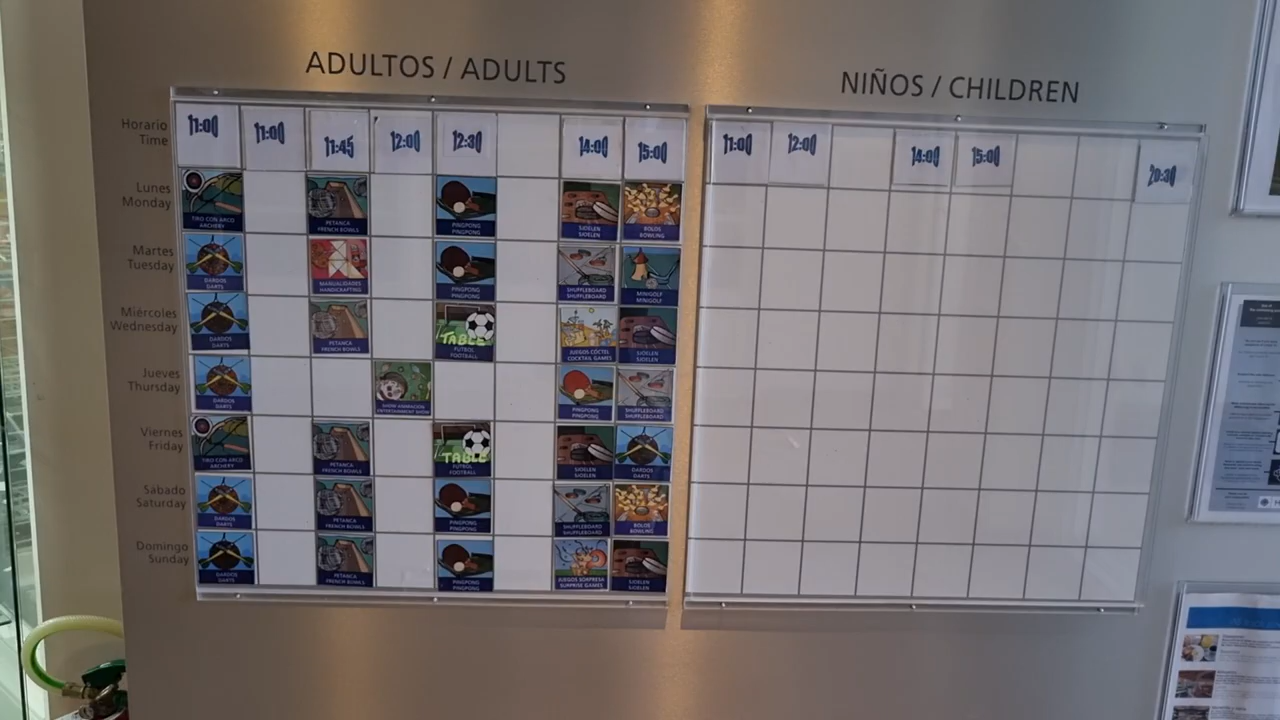 ADULTOS / ADULTS
NIÑOS / CHILDREN
Horario
Time
11:00
11:00
11:45
12:00
12:30
14:00
15:00
11:00
12:00
14:00
15:00
20:30
Lunes
Monday
TIRO CON ARCO
ARCHERY
PETANCA
FRENCH BOWLS
PINGPONG
PINGPONG
SJOELEN
SJOELEN
BOLOS
BOWLING
Martes
Tuesday
DARDOS
DARTS
MANUALIDADES
HANDICRAFTING
PINGPONG
PINGPONG
SHUFFLEBOARD
SHUFFLEBOARD
MINIGOLF
MINIGOLF
Miércoles
Wednesday
DARDOS
DARTS
PETANCA
FRENCH BOWLS
TABLE
FUTBOL
FOOTBALL
JUEGOS COCTEL
COCKTAIL GAMES
SJOELEN
SJOELEN
Jueves
Thursday
DARDOS
DARTS
SHOW ANIMACIÓN
ENTERTAINMENT SHOW
PINGPONG
PINGPONG
SHUFFLEBOARD
SHUFFLEBOARD
Viernes
Friday
TIRO CON ARCO
ARCHERY
PETANCA
FRENCH BOWLS
TABLE
FUTBOL
FOOTBALL
SJOELEN
SJOELEN
DARDOS
DARTS
Sábado
Saturday
DARDOS
DARTS
PETANCA
FRENCH BOWLS
PINGPONG
PINGPONG
SHUFFLEBOARD
SHUFFLEBOARD
BOLOS
BOWLING
Domingo
Sunday
DARDOS
DARTS
PETANCA
FRENCH BOWLS
PINGPONG
PINGPONG
JUEGOS SORPRESA
SURPRISE GAMES
SJOELEN
SJOELEN